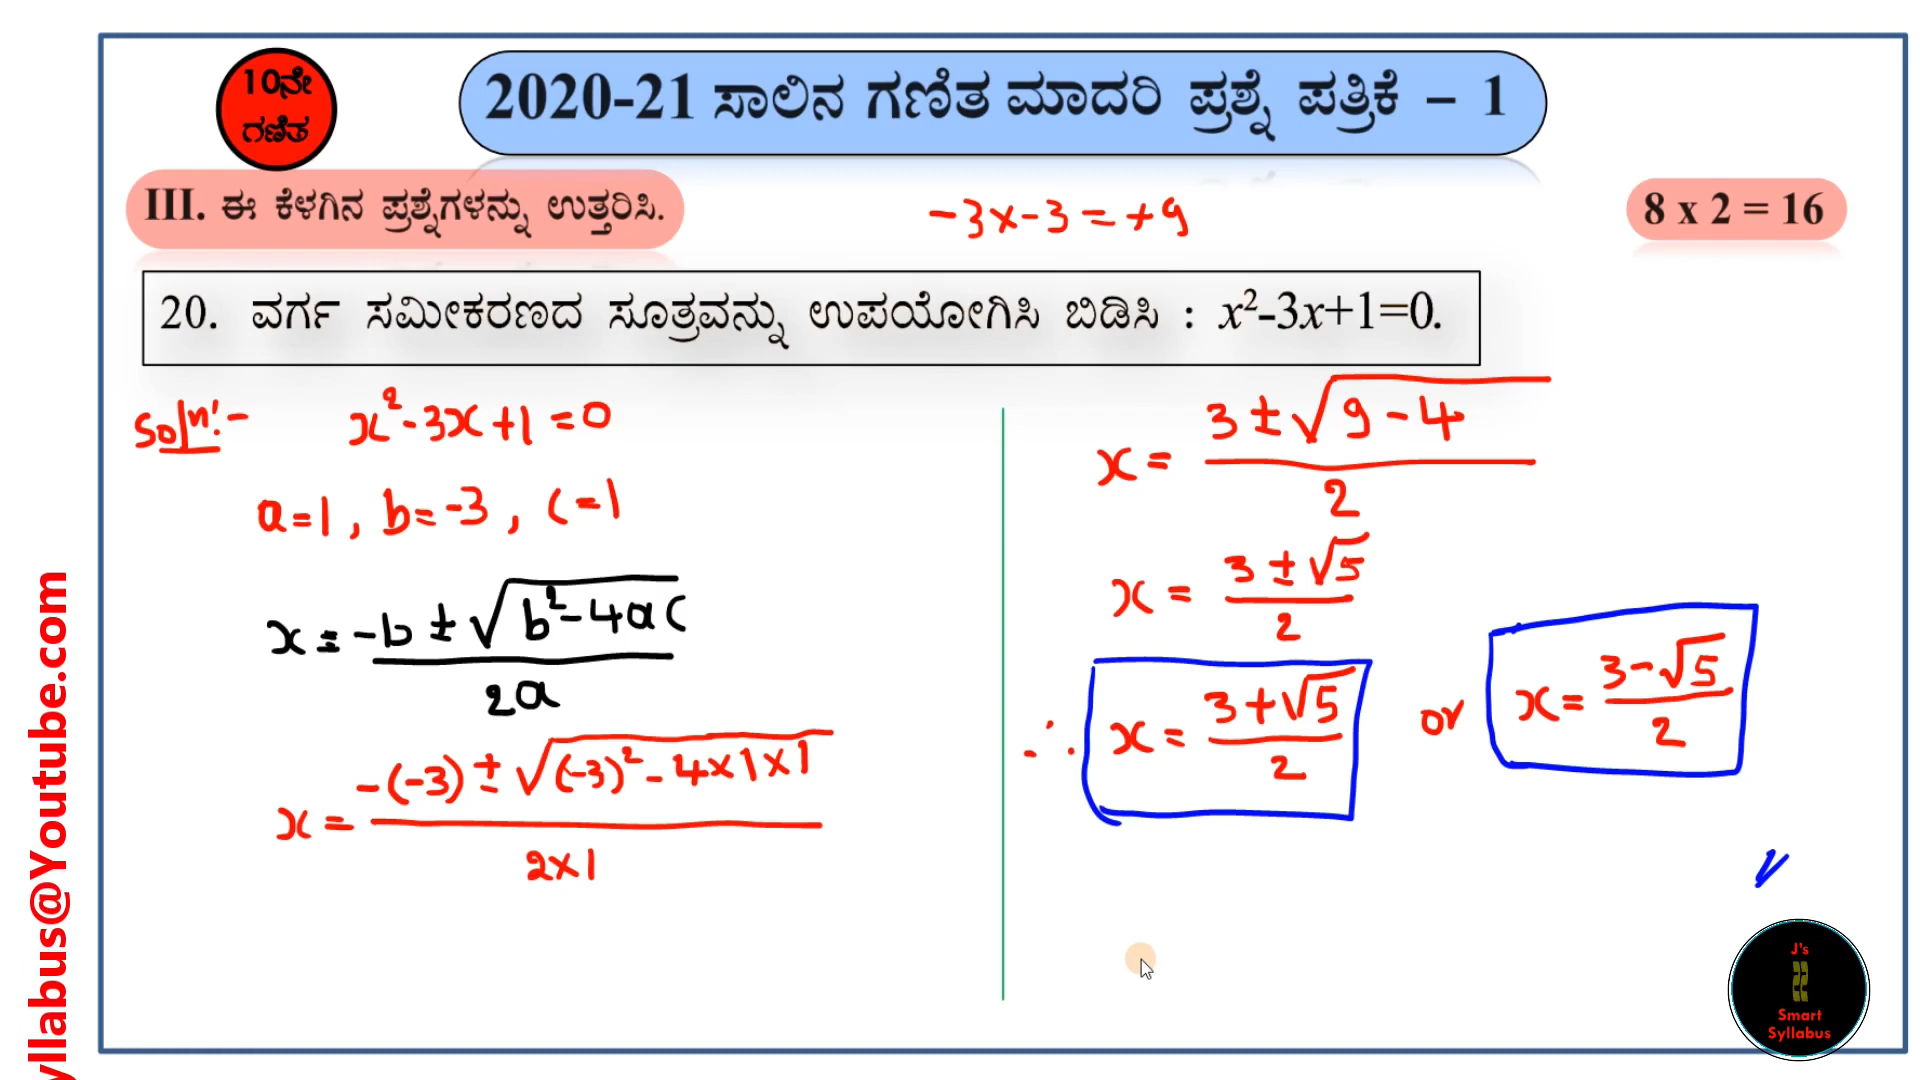 10ನೇ
ಗಣಿತ
2020-21 ಸಾಲಿನ ಗಣಿತ ಮಾದರಿ ಪ್ರಶ್ನೆ ಪತ್ರಿಕೆ – 1
III. ಈ ಕೆಳಗಿನ ಪ್ರಶ್ನೆಗಳನ್ನು ಉತ್ತರಿಸಿ.
-3x-3=+9
8 x 2 = 16
20. ವರ್ಗ ಸಮೀಕರಣದ ಸೂತ್ರವನ್ನು ಉಪಯೋಗಿಸಿ ಬಿಡಿಸಿ : x²-3x+1=0.
Soln:-
x²-3x+1=0
a=1, b=-3, c=1
x = (-b ± √(b²-4ac))/2a
x = (-(-3) ± √((-3)²-4×1×1))/(2×1)
x = (3 ± √(9-4))/2
x = (3 ± √5)/2
∴ x = (3+√5)/2 or x = (3-√5)/2
yllabus@Youtube.com
J's
Smart
Syllabus